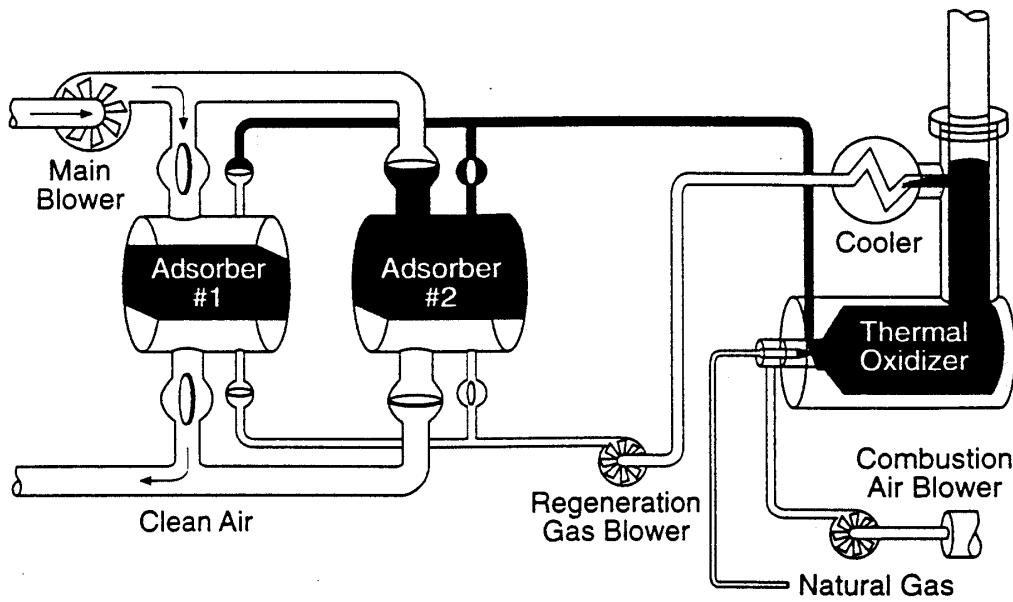 Main
Blower
Adsorber
#1
Adsorber
#2
Cooler
Thermal
Oxidizer
Clean Air
Regeneration
Gas Blower
Combustion
Air Blower
Natural Gas